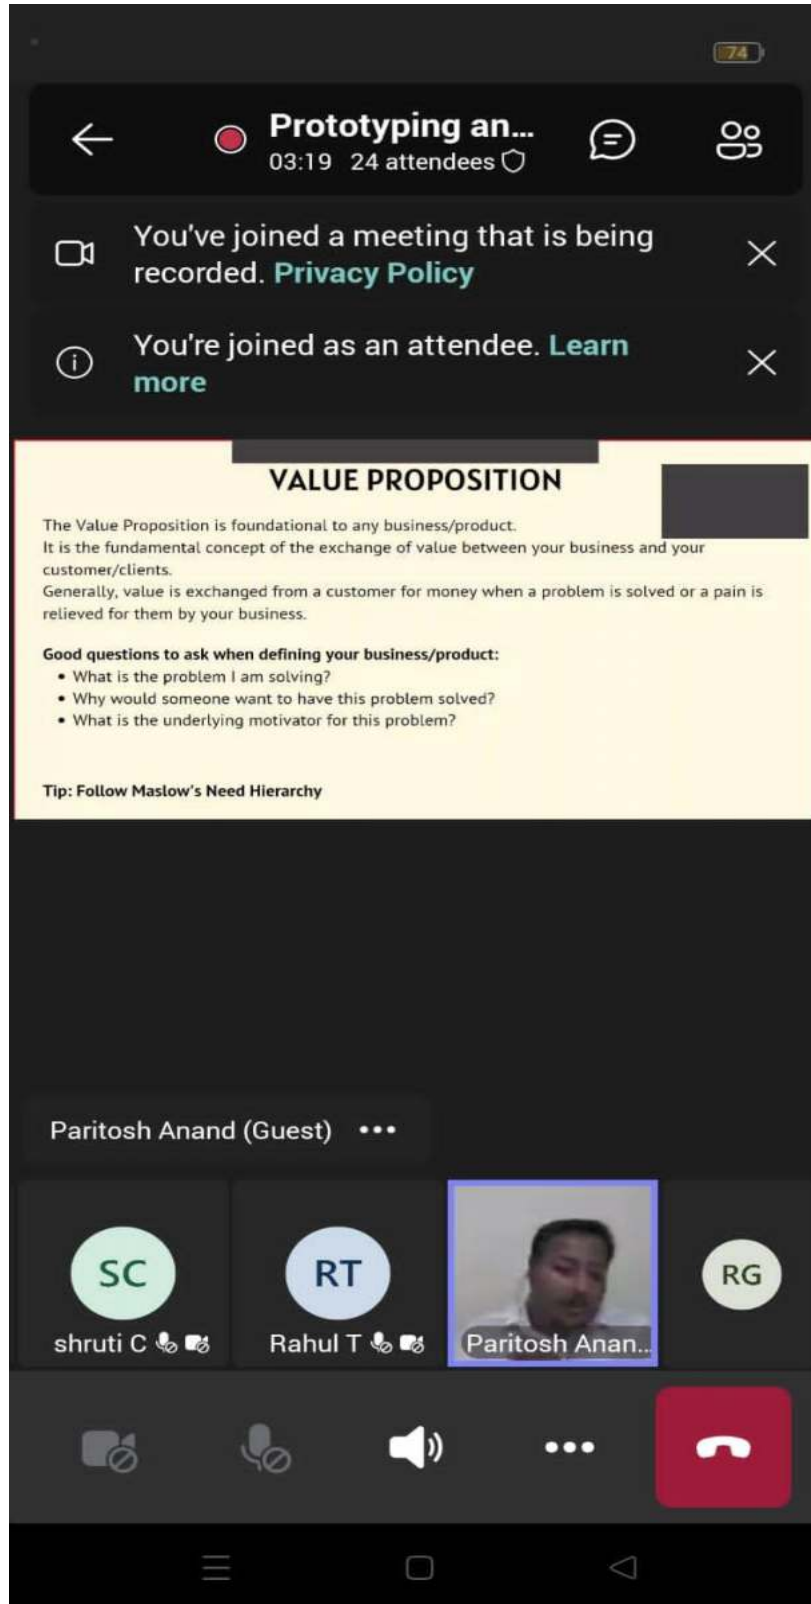 74
Prototyping an...
03:19 24 attendees
You've joined a meeting that is being
recorded. Privacy Policy
You're joined as an attendee. Learn
more
VALUE PROPOSITION
The Value Proposition is foundational to any business/product.
It is the fundamental concept of the exchange of value between your business and your
customer/clients.
Generally, value is exchanged from a customer for money when a problem is solved or a pain is
relieved for them by your business.
Good questions to ask when defining your business/product:
• What is the problem I am solving?
• Why would someone want to have this problem solved?
• What is the underlying motivator for this problem?
Tip: Follow Maslow's Need Hierarchy
Paritosh Anand (Guest) •••
SC RT RG
shruti C Rahul T Paritosh Anan...